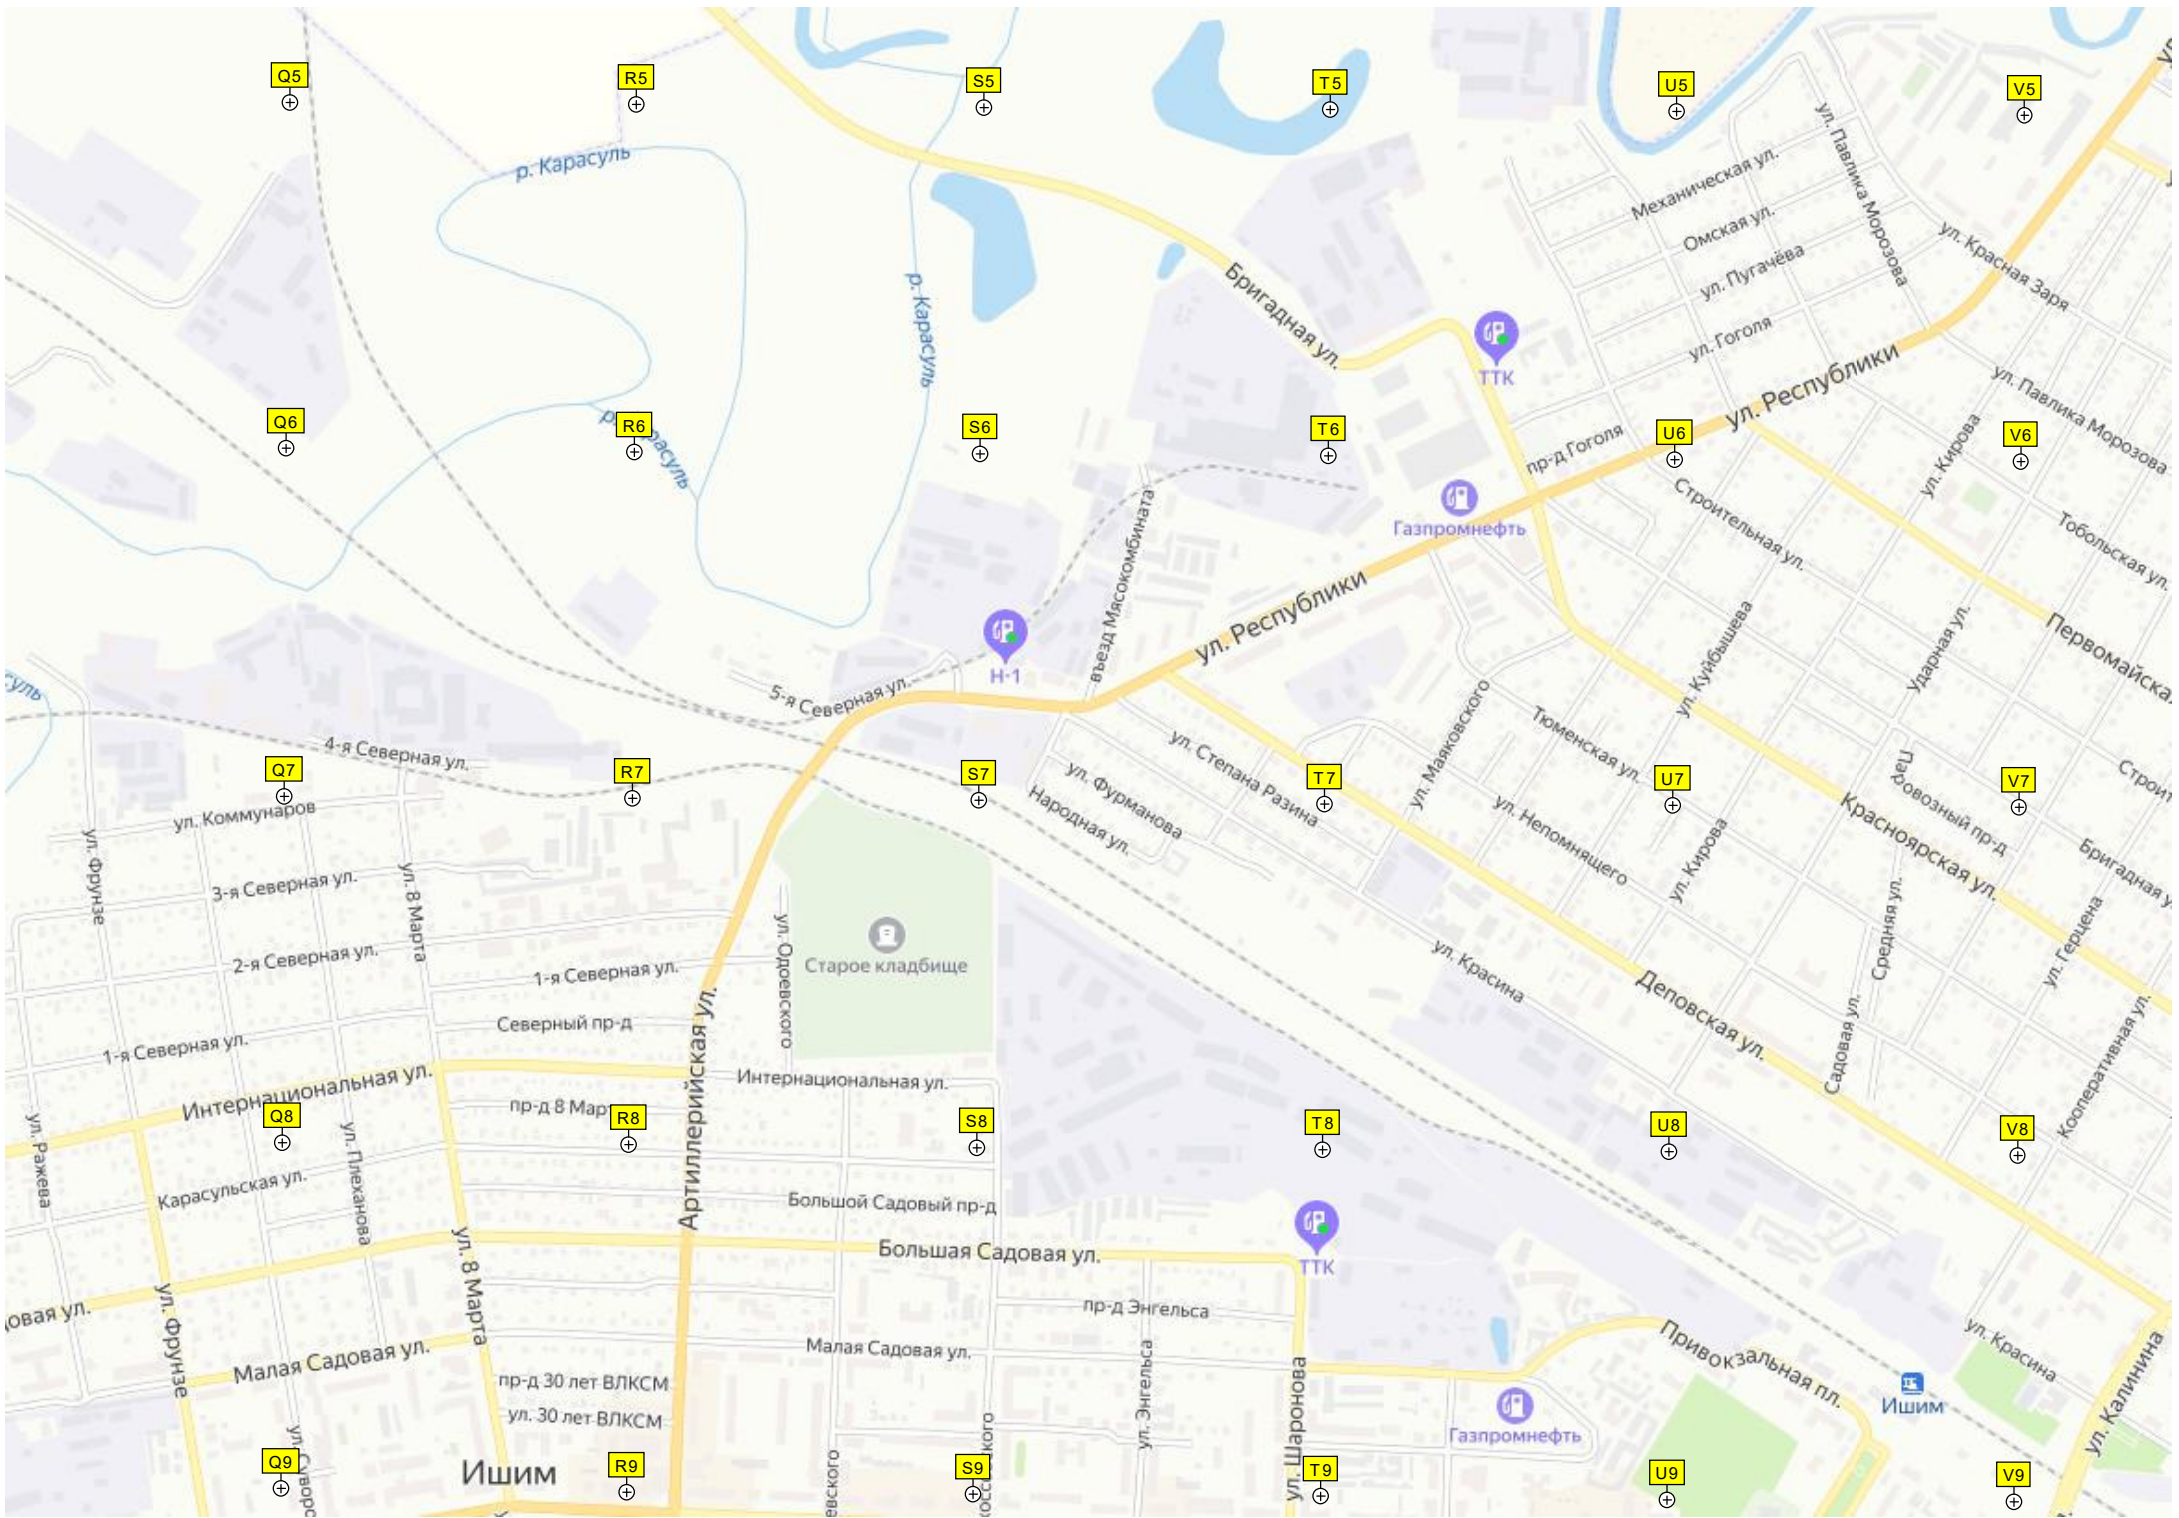 Q5
R5
S5
T5
U5
V5
р. Карасуль
ул. Павлика Морозова
Механическая ул.
Омская ул.
ул. Пугачёва
ул. Гоголя
ул. Красная Заря
р. Карасуль
Бригадная ул.
ТТК
ул. Республики
ул. Павлика Морозова
Q6
R6
S6
T6
U6
V6
пр-д Гоголя
ул. Кирова
Строительная ул.
Газпромнефть
Тобольская ул.
въезд Мясокомбината
ул. Республики
ул. Куйбышева
Ударная ул.
Первомайска
Н-1
5-я Северная ул.
4-я Северная ул.
ул. Степана Разина
ул. Маяковского
Тюменская ул.
Q7
R7
S7
T7
U7
V7
ул. Коммунаров
ул. Фурманова
Народная ул.
ул. Непомнящего
Паровозный пр-д
Строит
Красноярская ул.
ул. Кирова
Бригадная у
ул. Фрунзе
3-я Северная ул.
ул. 8 Марта
2-я Северная ул.
1-я Северная ул.
ул. Одоевского
Старое кладбище
ул. Красина
Средняя ул.
ул. Герцена
Деповская ул.
Садовая ул.
Кооперативная ул.
Северный пр-д
1-я Северная ул.
Артиллерийская ул.
Интернациональная ул.
Интернациональная ул.
пр-д 8 Мар
Q8
R8
S8
T8
U8
V8
ул. Ражева
ул. Плеханова
Карасульская ул.
Большой Садовый пр-д
Большая Садовая ул.
ТТК
ул. 8 Марта
ул. Фрунзе
довая ул.
пр-д Энгельса
Малая Садовая ул.
Малая Садовая ул.
ул. Энгельса
ул. Шаронова
Привокзальная пл.
ул. Красина
Ишим
ул. Калинина
пр-д 30 лет ВЛКСМ
ул. 30 лет ВЛКСМ
Газпромнефть
Ишим
Q9
R9
S9
T9
U9
V9